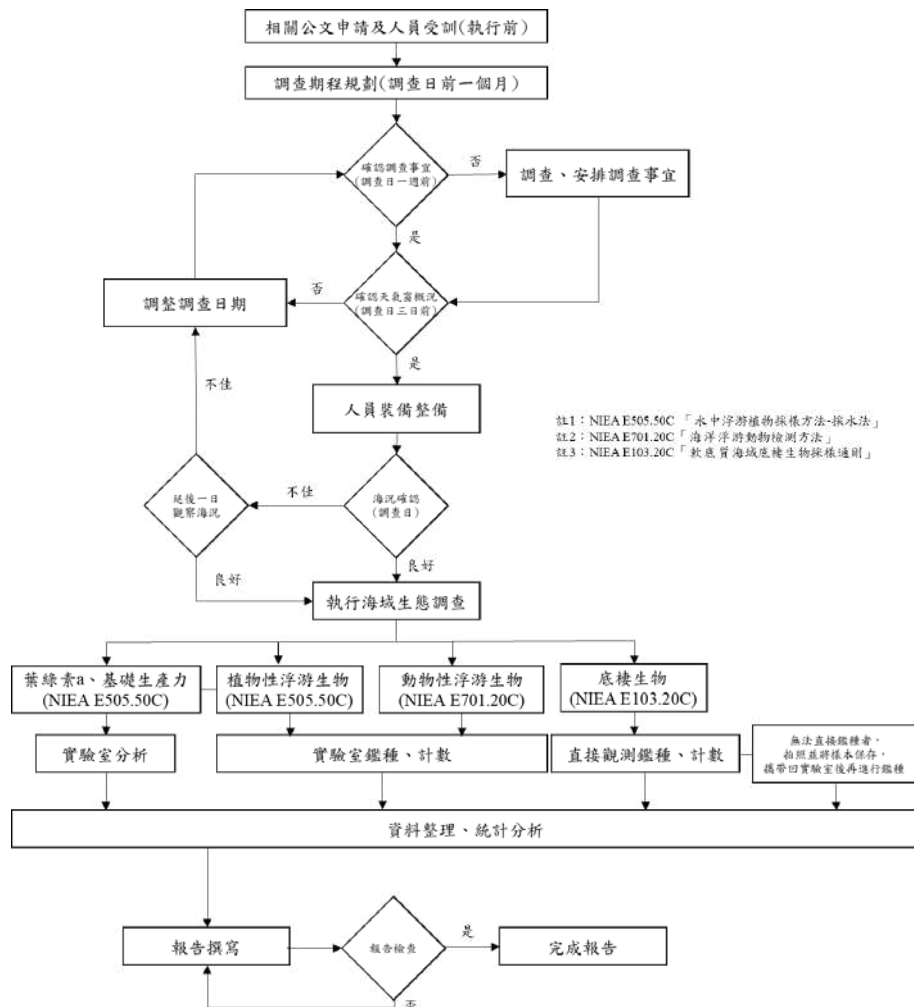 相關公文申請及人員受訓(執行前)
調查期程規劃(調查日前一個月)
確認調查事宜
(調查日一週前)
否
調查、安排調查事宜
是
調整調查日期
否
確認天氣窗概況
(調查日三日前)
是
不佳
人員裝備整備
註1：NIEA E505.50C「水中浮游植物採樣方法-採水法」
註2：NIEA E701.20C「海洋浮游動物檢測方法」
註3：NIEA E103.20C「軟底質海域底棲生物採樣通則」
延後一日
觀察海況
不佳
海況確認
(調查日)
良好
良好
執行海域生態調查
葉綠素a、基礎生產力
(NIEA E505.50C)
植物性浮游生物
(NIEA E505.50C)
動物性浮游生物
(NIEA E701.20C)
底棲生物
(NIEA E103.20C)
實驗室分析
實驗室鑑種、計數
直接觀測鑑種、計數
無法直接鑑種者，
拍照並將樣本保存，
攜帶回實驗室後再進行鑑種
資料整理、統計分析
報告撰寫
報告檢查
是
完成報告
否